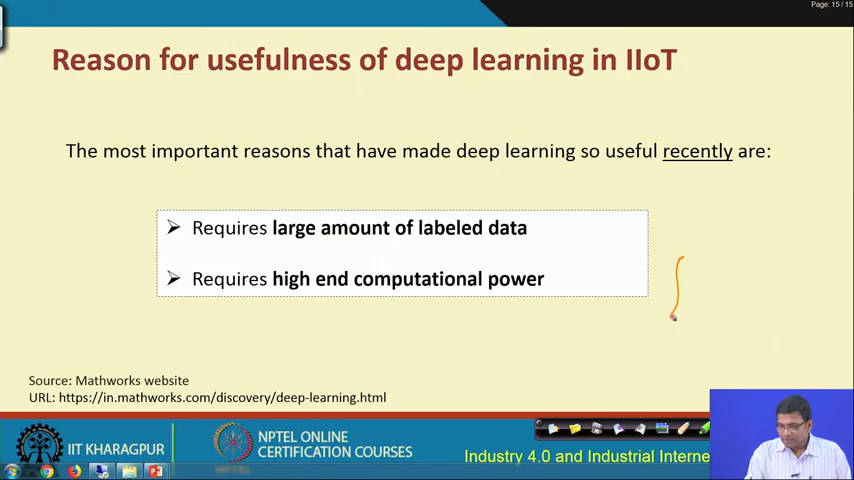 Page: 15 / 15
Reason for usefulness of deep learning in IIoT
The most important reasons that have made deep learning so useful recently are:
➢ Requires large amount of labeled data
➢ Requires high end computational power
Source: Mathworks website
URL: https://in.mathworks.com/discovery/deep-learning.html
IIT KHARAGPUR
NPTEL ONLINE
CERTIFICATION COURSES
NPTEL
Industry 4.0 and Industrial Interne